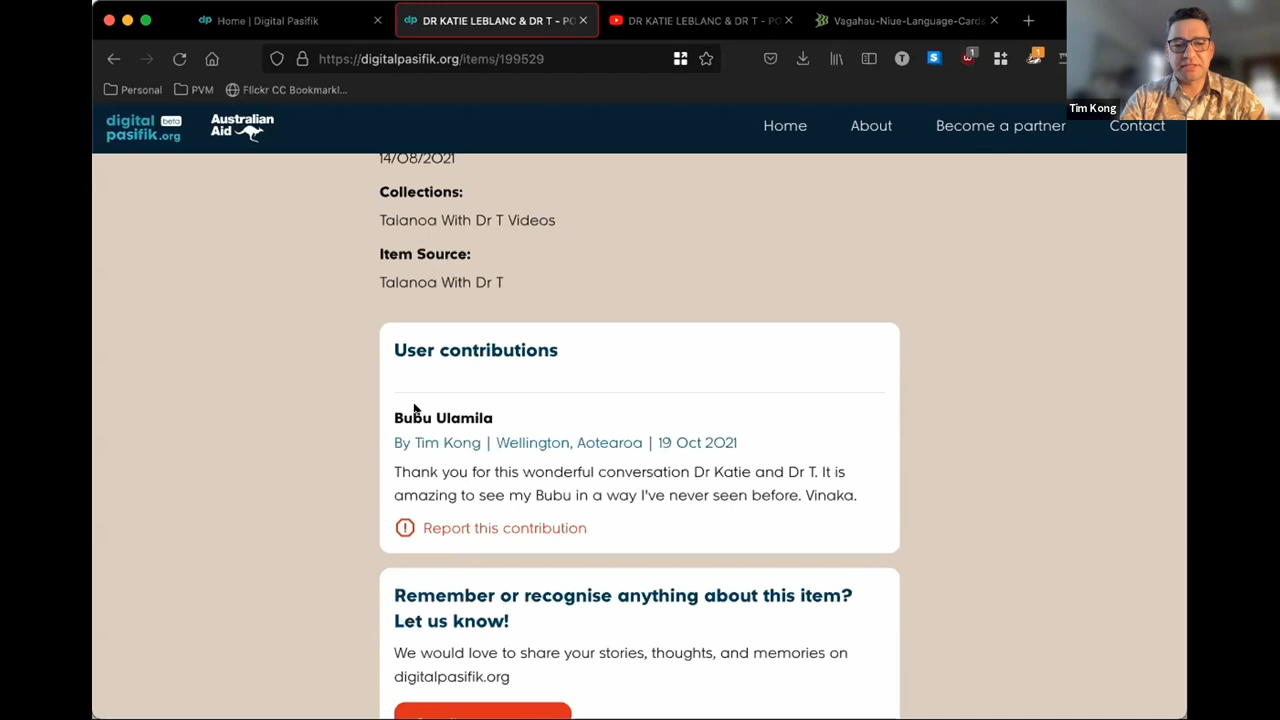 Home | Digital Pasifik
DR KATIE LEBLANC & DR T - PO
DR KATIE LEBLANC & DR T - PO
Vagahau-Niue-Language-Cards
https://digitalpasifik.org/items/199529
1
1
Personal
PVM
Flickr CC Bookmarkl...
Tim Kong
digital beta
pasifik.org
Australian
Aid
Home
About
Become a partner
Contact
14/08/2021
Collections:
Talanoa With Dr T Videos
Item Source:
Talanoa With Dr T
User contributions
Bubu Ulamila
By Tim Kong | Wellington, Aotearoa | 19 Oct 2021
Thank you for this wonderful conversation Dr Katie and Dr T. It is
amazing to see my Bubu in a way I've never seen before. Vinaka.
Report this contribution
Remember or recognise anything about this item?
Let us know!
We would love to share your stories, thoughts, and memories on
digitalpasifik.org